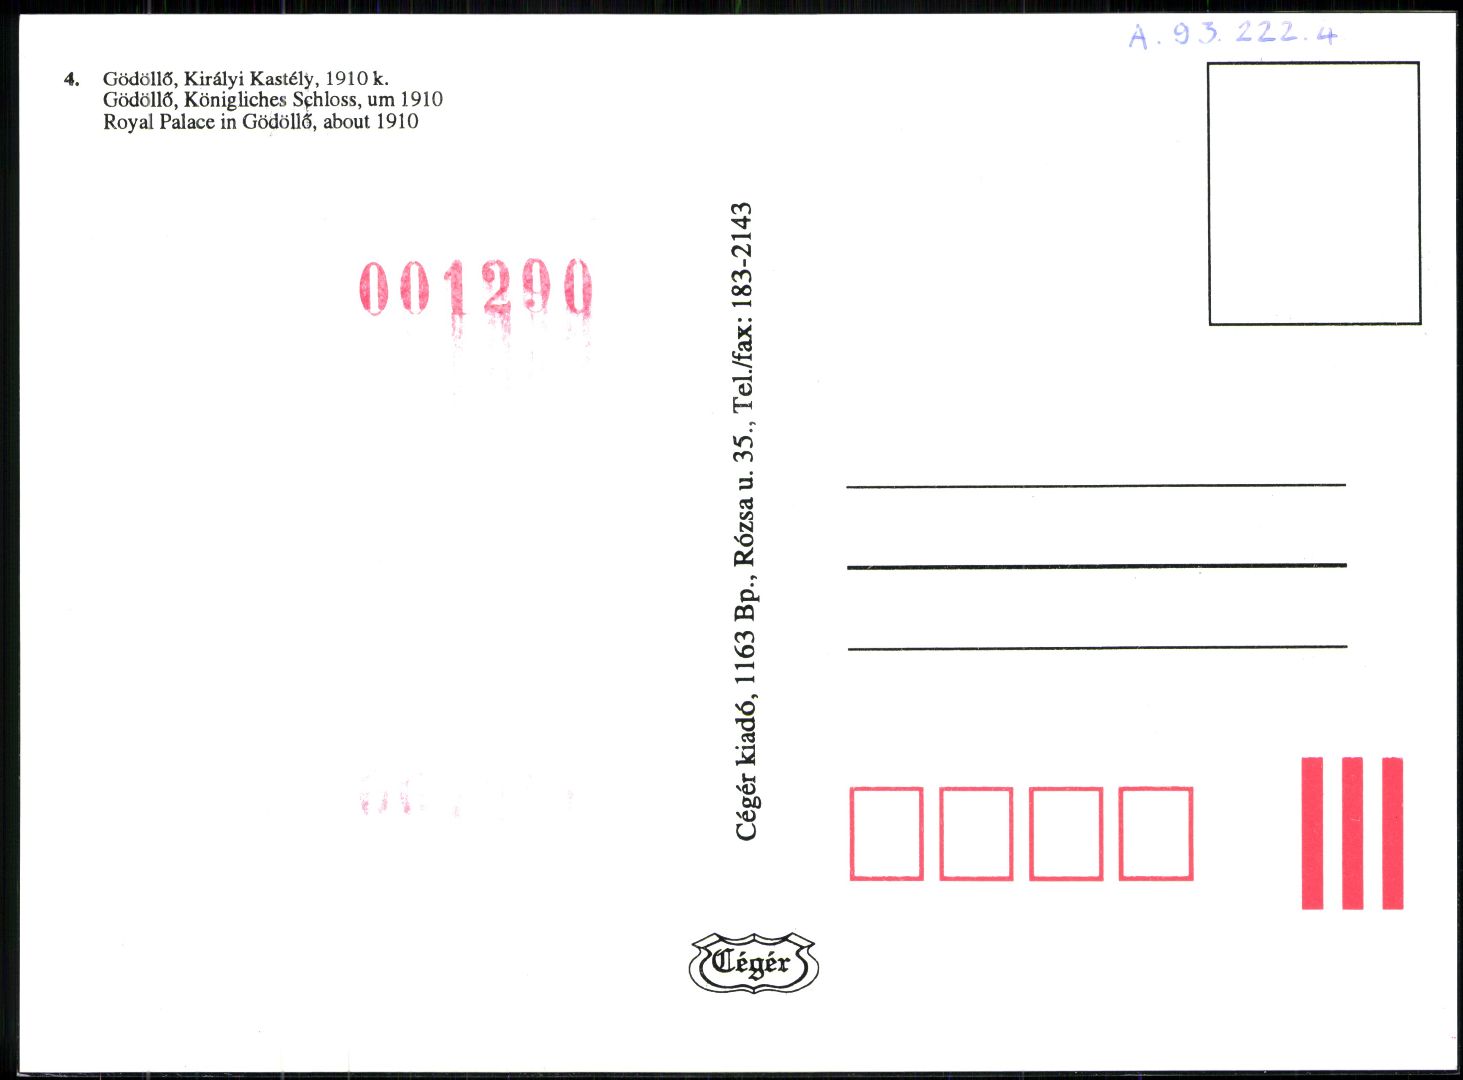 A.93.222.4
4. Gödöllő, Királyi Kastély, 1910 k.
Gödöllő, Königliches Schloss, um 1910
Royal Palace in Gödöllő, about 1910
001290
Cégér kiadó, 1163 Bp., Rózsa u. 35., Tel./fax: 183-2143
Cégér